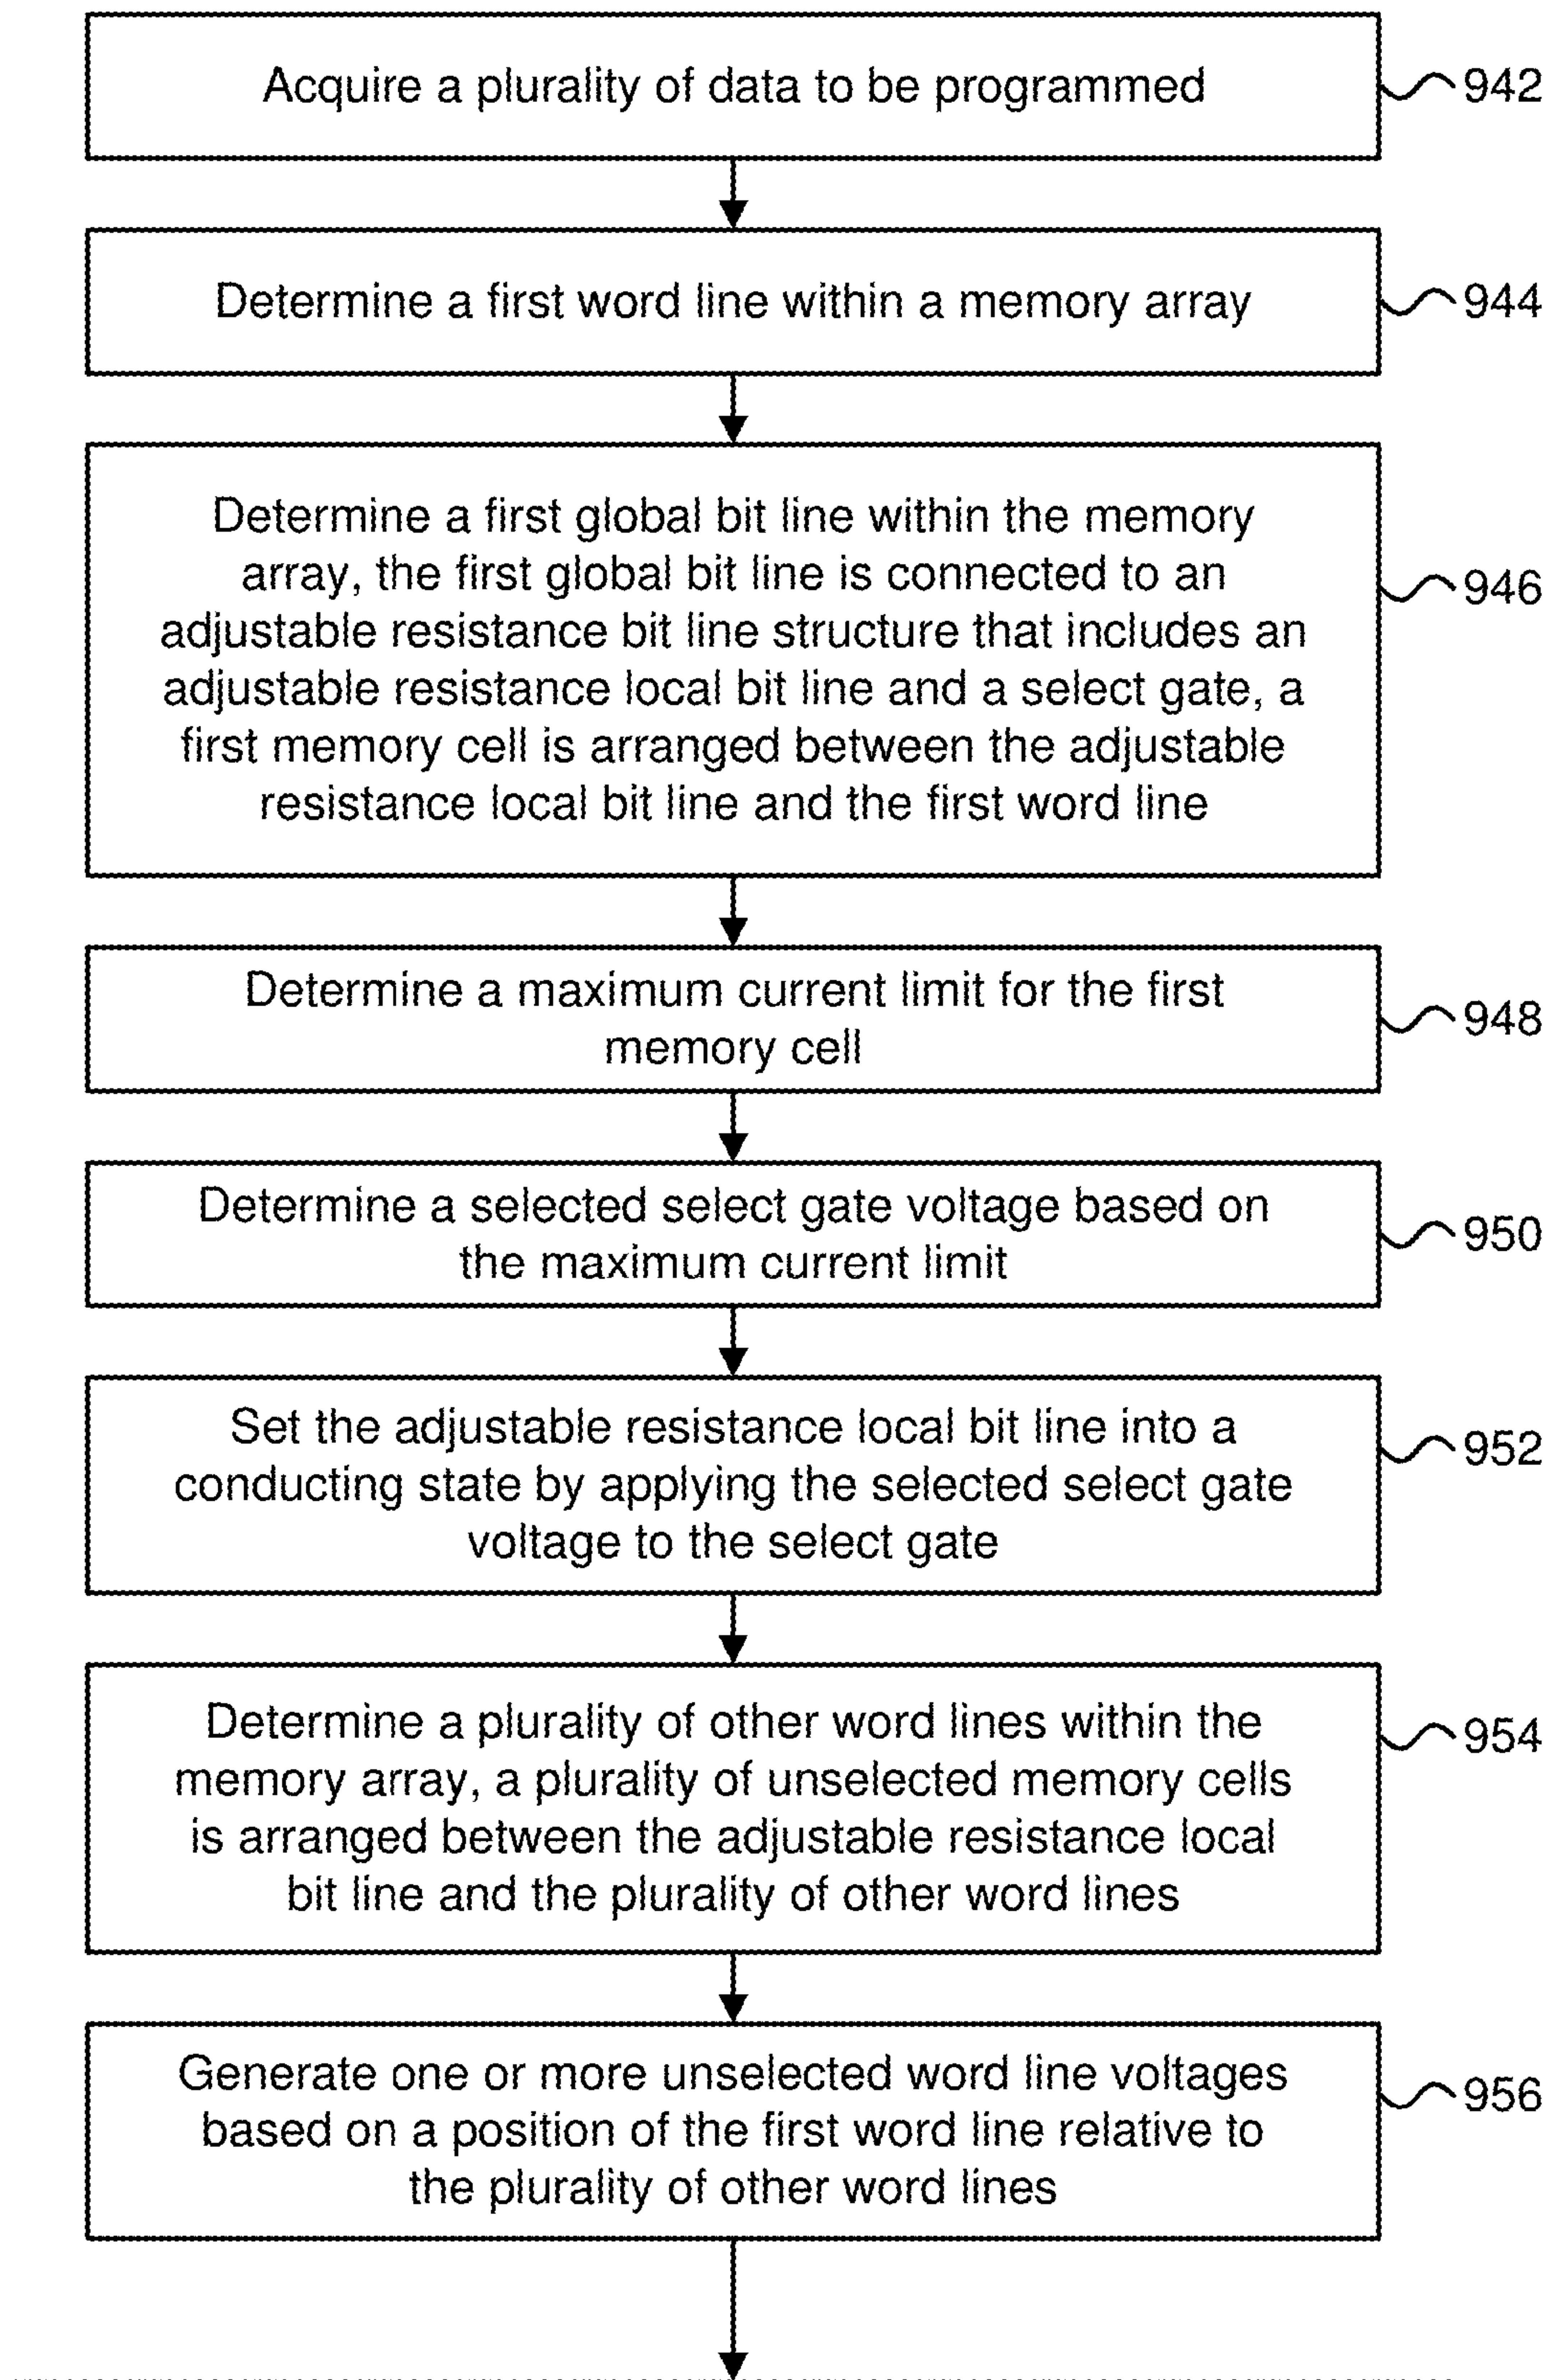 Acquire a plurality of data to be programmed
942
Determine a first word line within a memory array
944
Determine a first global bit line within the memory
array, the first global bit line is connected to an
adjustable resistance bit line structure that includes an
adjustable resistance local bit line and a select gate, a
first memory cell is arranged between the adjustable
resistance local bit line and the first word line
946
Determine a maximum current limit for the first
memory cell
948
Determine a selected select gate voltage based on
the maximum current limit
950
Set the adjustable resistance local bit line into a
conducting state by applying the selected select gate
voltage to the select gate
952
Determine a plurality of other word lines within the
memory array, a plurality of unselected memory cells
is arranged between the adjustable resistance local
bit line and the plurality of other word lines
954
Generate one or more unselected word line voltages
based on a position of the first word line relative to
the plurality of other word lines
956